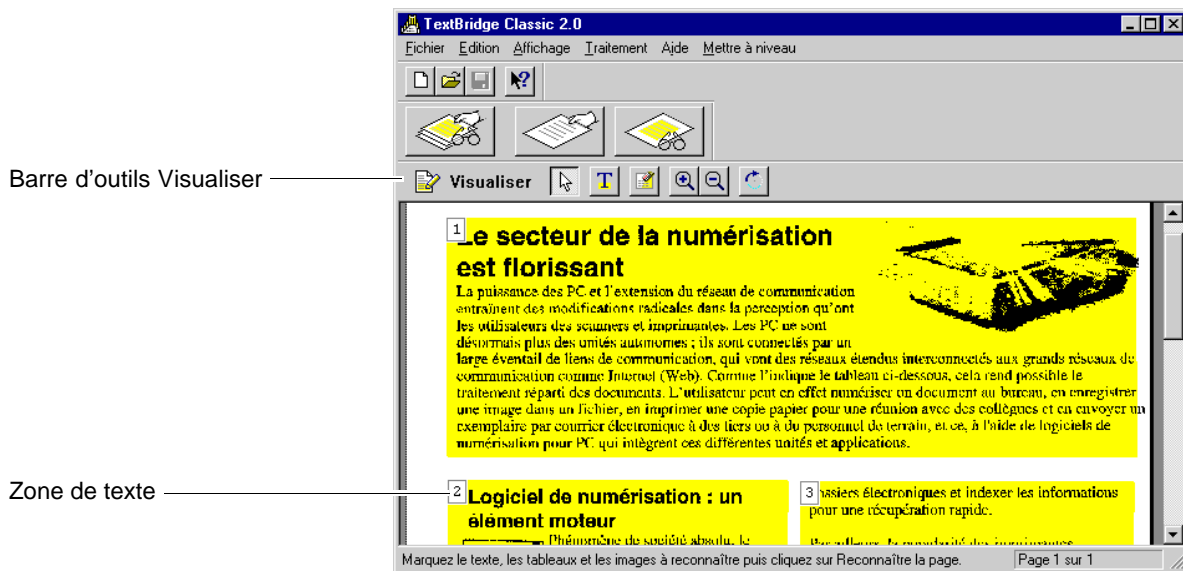 TextBridge Classic 2.0
Fichier Edition Affichage Traitement Aide Mettre à niveau
Barre d'outils Visualiser
Visualiser T
1 Le secteur de la numérisation
est florissant
La puissance des PC et l'extension du réseau de communication
entraînent des modifications radicales dans la perception qu'ont
les utilisateurs des scanners et imprimantes. Les PC ne sont
désormais plus des unités autonomes ; ils sont connectés par un
large éventail de liens de communication, qui vont des réseaux étendus interconnectés aux grands réseaux de
communication comme Internet (Web). Comme l'indique le tableau ci-dessous, cela rend possible le
traitement réparti des documents. L'utilisateur peut en effet numériser un document au bureau, en enregistrer
une image dans un fichier, en imprimer une copie papier pour une réunion avec des collègues et en envoyer un
exemplaire par courrier électronique à des tiers ou à du personnel de terrain, et ce, à l'aide de logiciels de
numérisation pour PC qui intègrent ces différentes unités et applications.
Zone de texte
2 Logiciel de numérisation : un
élément moteur
Phénomène de société absolu, le
3 dossiers électroniques et indexer les informations
pour une récupération rapide.
Par ailleurs, la popularité des imprimantes
Marquez le texte, les tableaux et les images à reconnaître puis cliquez sur Reconnaître la page. Page 1 sur 1